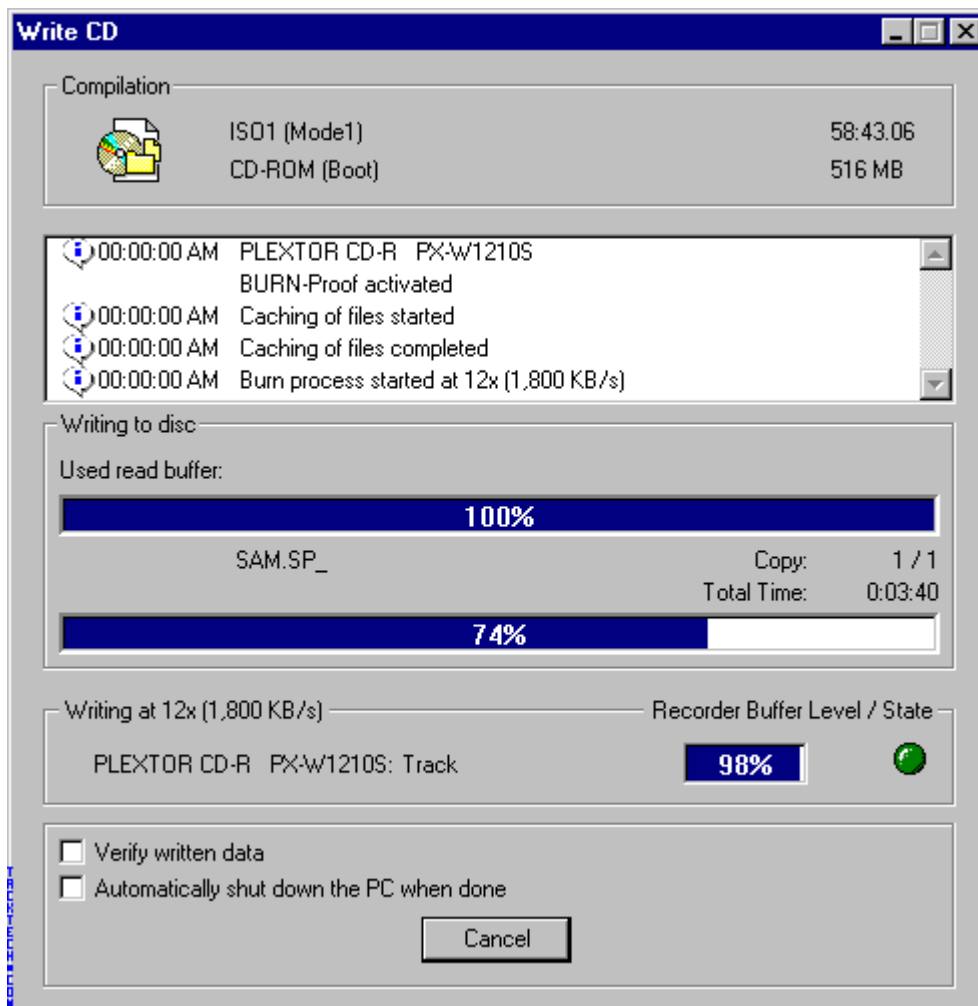 Write CD
Compilation
ISO1 (Mode1) 58:43.06
CD-ROM (Boot) 516 MB
00:00:00 AM PLEXTOR CD-R PX-W1210S
BURN-Proof activated
00:00:00 AM Caching of files started
00:00:00 AM Caching of files completed
00:00:00 AM Burn process started at 12x (1,800 KB/s)
Writing to disc
Used read buffer:
100%
SAM.SP_ Copy: 1 / 1
Total Time: 0:03:40
74%
Writing at 12x (1,800 KB/s) Recorder Buffer Level / State
PLEXTOR CD-R PX-W1210S: Track 98%
Verify written data
Automatically shut down the PC when done
Cancel